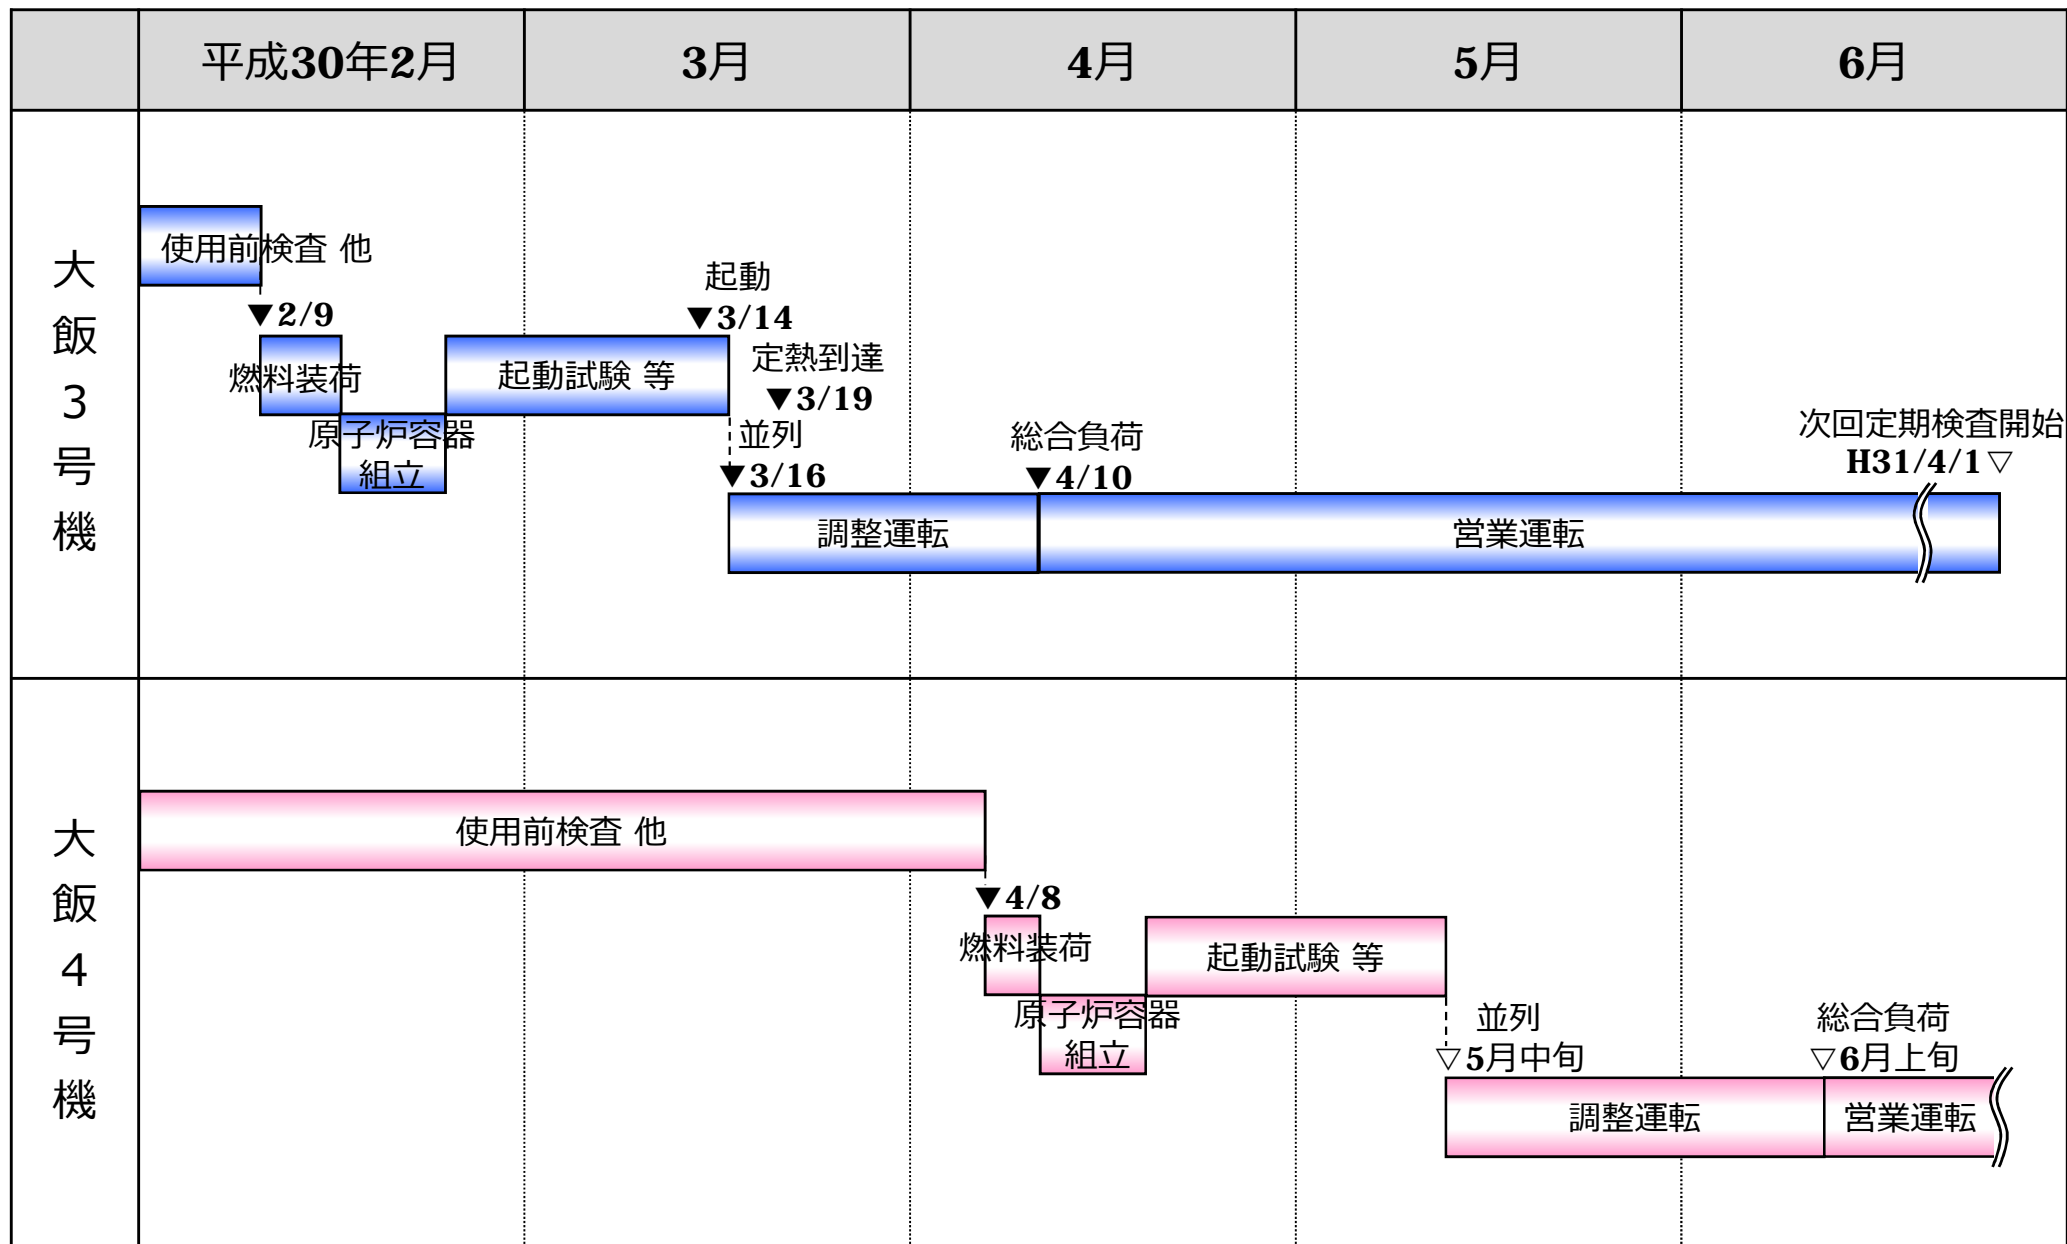 平成30年2月
3月
4月
5月
6月
大飯3号機
使用前検査 他
▼2/9
燃料装荷
原子炉容器
組立
起動
▼3/14
起動試験 等
定熱到達
▼3/19
並列
▼3/16
調整運転
総合負荷
▼4/10
営業運転
次回定期検査開始
H31/4/1▽
大飯4号機
使用前検査 他
▼4/8
燃料装荷
原子炉容器
組立
起動試験 等
並列
▽5月中旬
調整運転
総合負荷
▽6月上旬
営業運転